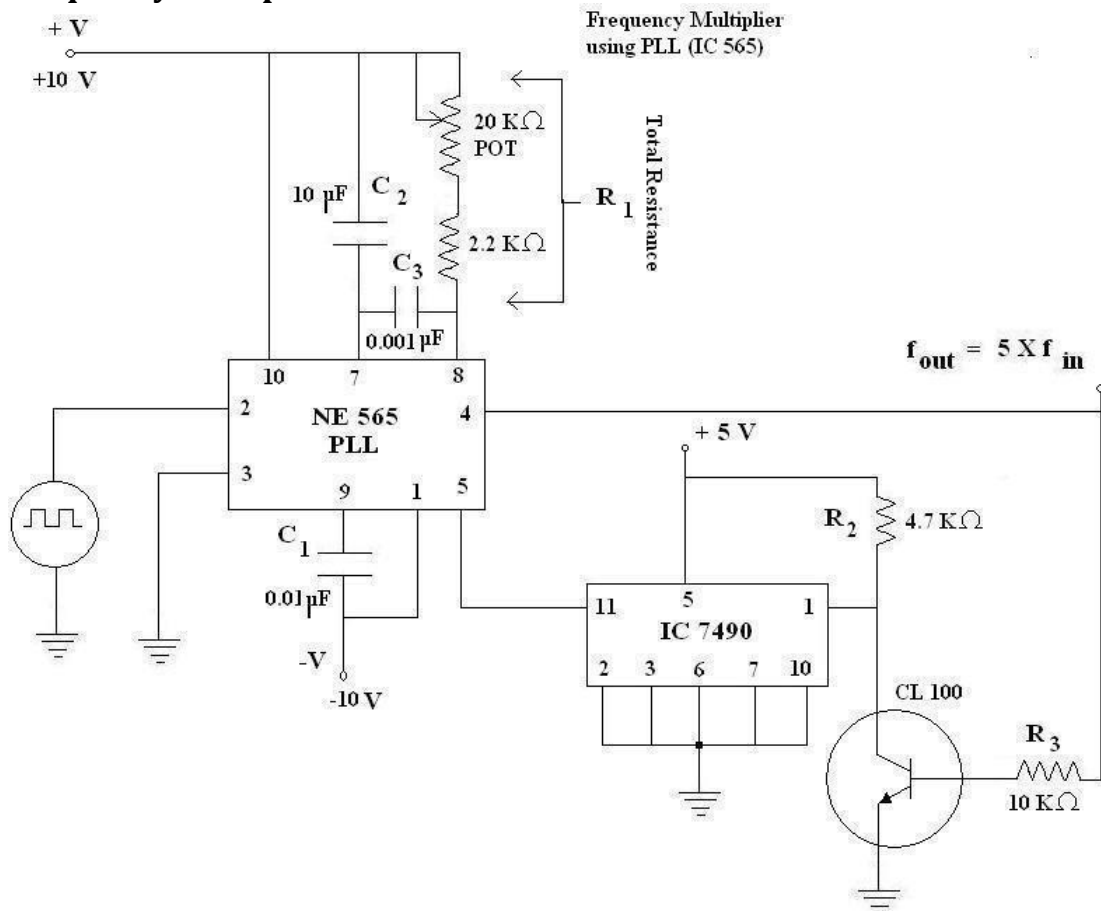 Frequency Multiplier
using PLL (IC 565)
+ V
+10 V
20 KΩ
POT
Total Resistance
R 1
10 µF
C 2
2.2 KΩ
C 3
0.001 µF
f out = 5 X f in
10
7
8
2
NE 565
4
PLL
3
9
1
5
+ 5 V
C 1
0.01 µF
-V
-10 V
R 2
4.7 KΩ
11
5
1
IC 7490
2
3
6
7
10
CL 100
R 3
10 KΩ